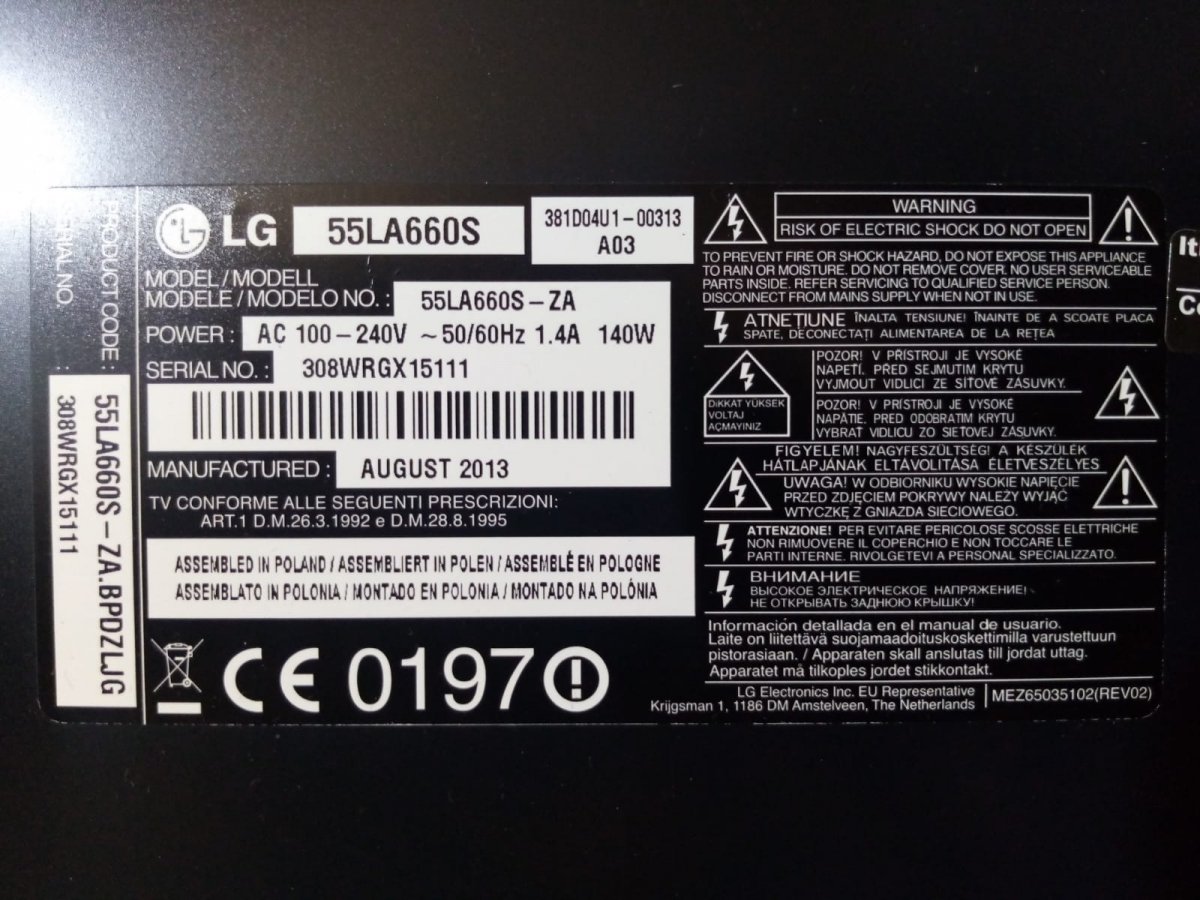 PRODUCT CODE : 55LA660S-ZA.BPDZLJG
SERIAL NO. : 308WRGX15111
LG 55LA660S
381D04U1-00313
A03
MODEL / MODELL
MODELE / MODELO NO. : 55LA660S-ZA
POWER : AC 100-240V ~50/60Hz 1.4A 140W
SERIAL NO. : 308WRGX15111
MANUFACTURED : AUGUST 2013
TV CONFORME ALLE SEGUENTI PRESCRIZIONI:
ART.1 D.M.26.3.1992 e D.M.28.8.1995
ASSEMBLED IN POLAND / ASSEMBLIERT IN POLEN / ASSEMBLÉ EN POLOGNE
ASSEMBLATO IN POLONIA / MONTADO EN POLONIA / MONTADO NA POLÓNIA
CE 0197
WARNING
RISK OF ELECTRIC SHOCK DO NOT OPEN
TO PREVENT FIRE OR SHOCK HAZARD, DO NOT EXPOSE THIS APPLIANCE
TO RAIN OR MOISTURE. DO NOT REMOVE COVER. NO USER SERVICEABLE
PARTS INSIDE. REFER SERVICING TO QUALIFIED SERVICE PERSON.
DISCONNECT FROM MAINS SUPPLY WHEN NOT IN USE.
ATNEȚIUNE ÎNALTA TENSIUNE! ÎNAINTE DE A SCOATE PLACA
SPATE, DECONECTAȚI ALIMENTAREA DE LA REȚEA
DiKKAT YÜKSEK
VOLTAJ
AÇMAYINIZ
POZOR! V PŘÍSTROJI JE VYSOKÉ
NAPETÍ. PŘED SEJMUTIM KRYTU
VYJMOUT VIDLICI ZE SÍŤOVÉ ZÁSUVKY.
POZOR! V PRÍSTROJI JE VYSOKÉ
NAPÄTIE, PRED ODOBRATIM KRYTU
VYBRAŤ VIDLICU ZO SIEŤOVEJ ZÁSUVKY.
FIGYELEM! NAGYFESZÜLTSÉG! A KÉSZÜLÉK
HÁTLAPJÁNAK ELTÁVOLÍTÁSA ÉLETVESZÉLYES
UWAGA! W ODBIORNIKU WYSOKIE NAPIĘCIE
PRZED ZDJĘCIEM POKRYWY NALEŻY WYJĄĆ
WTYCZKĘ Z GNIAZDA SIECIOWEGO.
ATTENZIONE! PER EVITARE PERICOLOSE SCOSSE ELETTRICHE
NON RIMUOVERE IL COPERCHIO E NON TOCCARE LE
PARTI INTERNE. RIVOLGETEVI A PERSONAL SPECIALIZZATO.
ВНИМАНИЕ
ВЫСОКОЕ ЭЛЕКТРИЧЕСКОЕ НАПРЯЖЕНИЕ!
НЕ ОТКРЫВАТЬ ЗАДНЮЮ КРЫШКУ!
Información detallada en el manual de usuario.
Laite on liitettävä suojamaadoituskoskettimilla varustettuun
pistorasiaan. / Apparaten skall anslutas till jordat uttag.
Apparatet må tilkoples jordet stikkontakt.
LG Electronics Inc. EU Representative
Krijgsman 1, 1186 DM Amstelveen, The Netherlands
MEZ65035102(REV02)